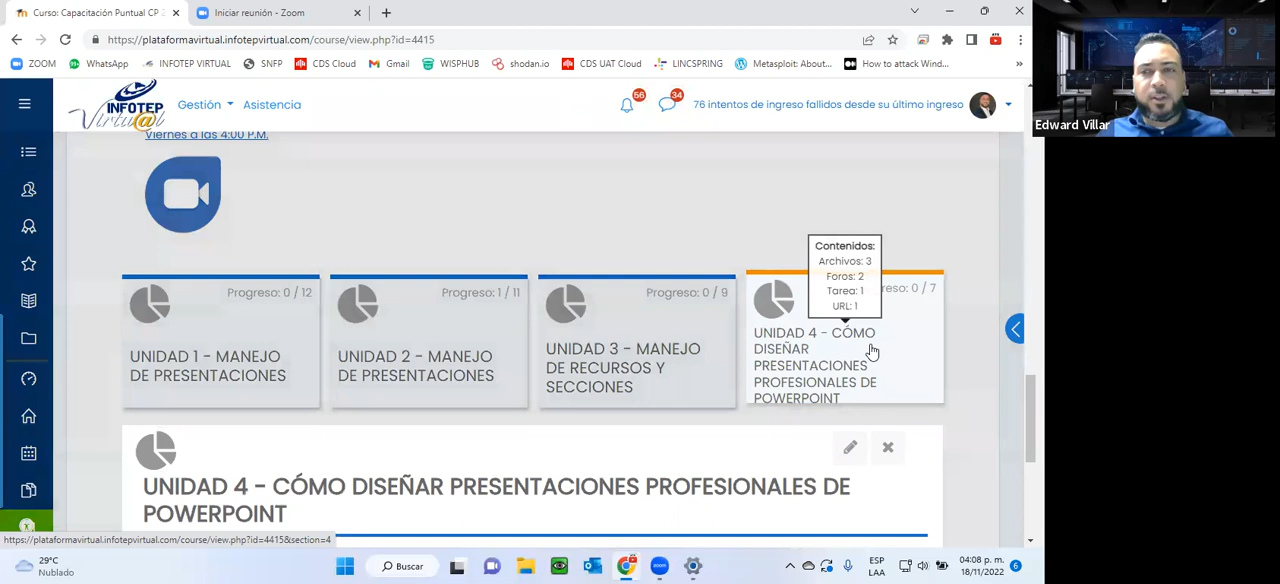 Curso: Capacitación Puntual CP 2
Iniciar reunión - Zoom
https://plataformavirtual.infotepvirtual.com/course/view.php?id=4415
ZOOM
WhatsApp
INFOTEP VIRTUAL
SNFP
CDS Cloud
Gmail
WISPHUB
shodan.io
CDS UAT Cloud
LINCSPRING
Metasploit: About...
How to attack Wind...
INFOTEP
Virtu@l
Gestión
Asistencia
56
34
76 intentos de ingreso fallidos desde su último ingreso
Edward Villar
Viernes a las 4:00 P.M.
Contenidos:
Archivos: 3
Foros: 2
Tarea: 1
URL: 1
Progreso: 0 / 12
UNIDAD 1 - MANEJO
DE PRESENTACIONES
Progreso: 1 / 11
UNIDAD 2 - MANEJO
DE PRESENTACIONES
Progreso: 0 / 9
UNIDAD 3 - MANEJO
DE RECURSOS Y
SECCIONES
reso: 0 / 7
UNIDAD 4 - CÓMO
DISEÑAR
PRESENTACIONES
PROFESIONALES DE
POWERPOINT
UNIDAD 4 - CÓMO DISEÑAR PRESENTACIONES PROFESIONALES DE
POWERPOINT
https://plataformavirtual.infotepvirtual.com/course/view.php?id=4415&section=4
29°C
Nublado
Buscar
ESP
LAA
04:08 p. m.
18/11/2022
6